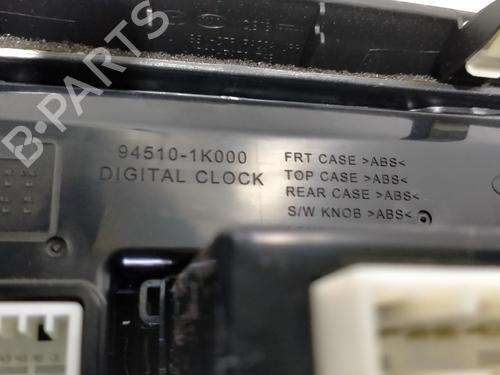 B-PARTS
94510-1K000
DIGITAL CLOCK
FRT CASE >ABS<
TOP CASE >ABS<
REAR CASE >ABS<
S/W KNOB >ABS<